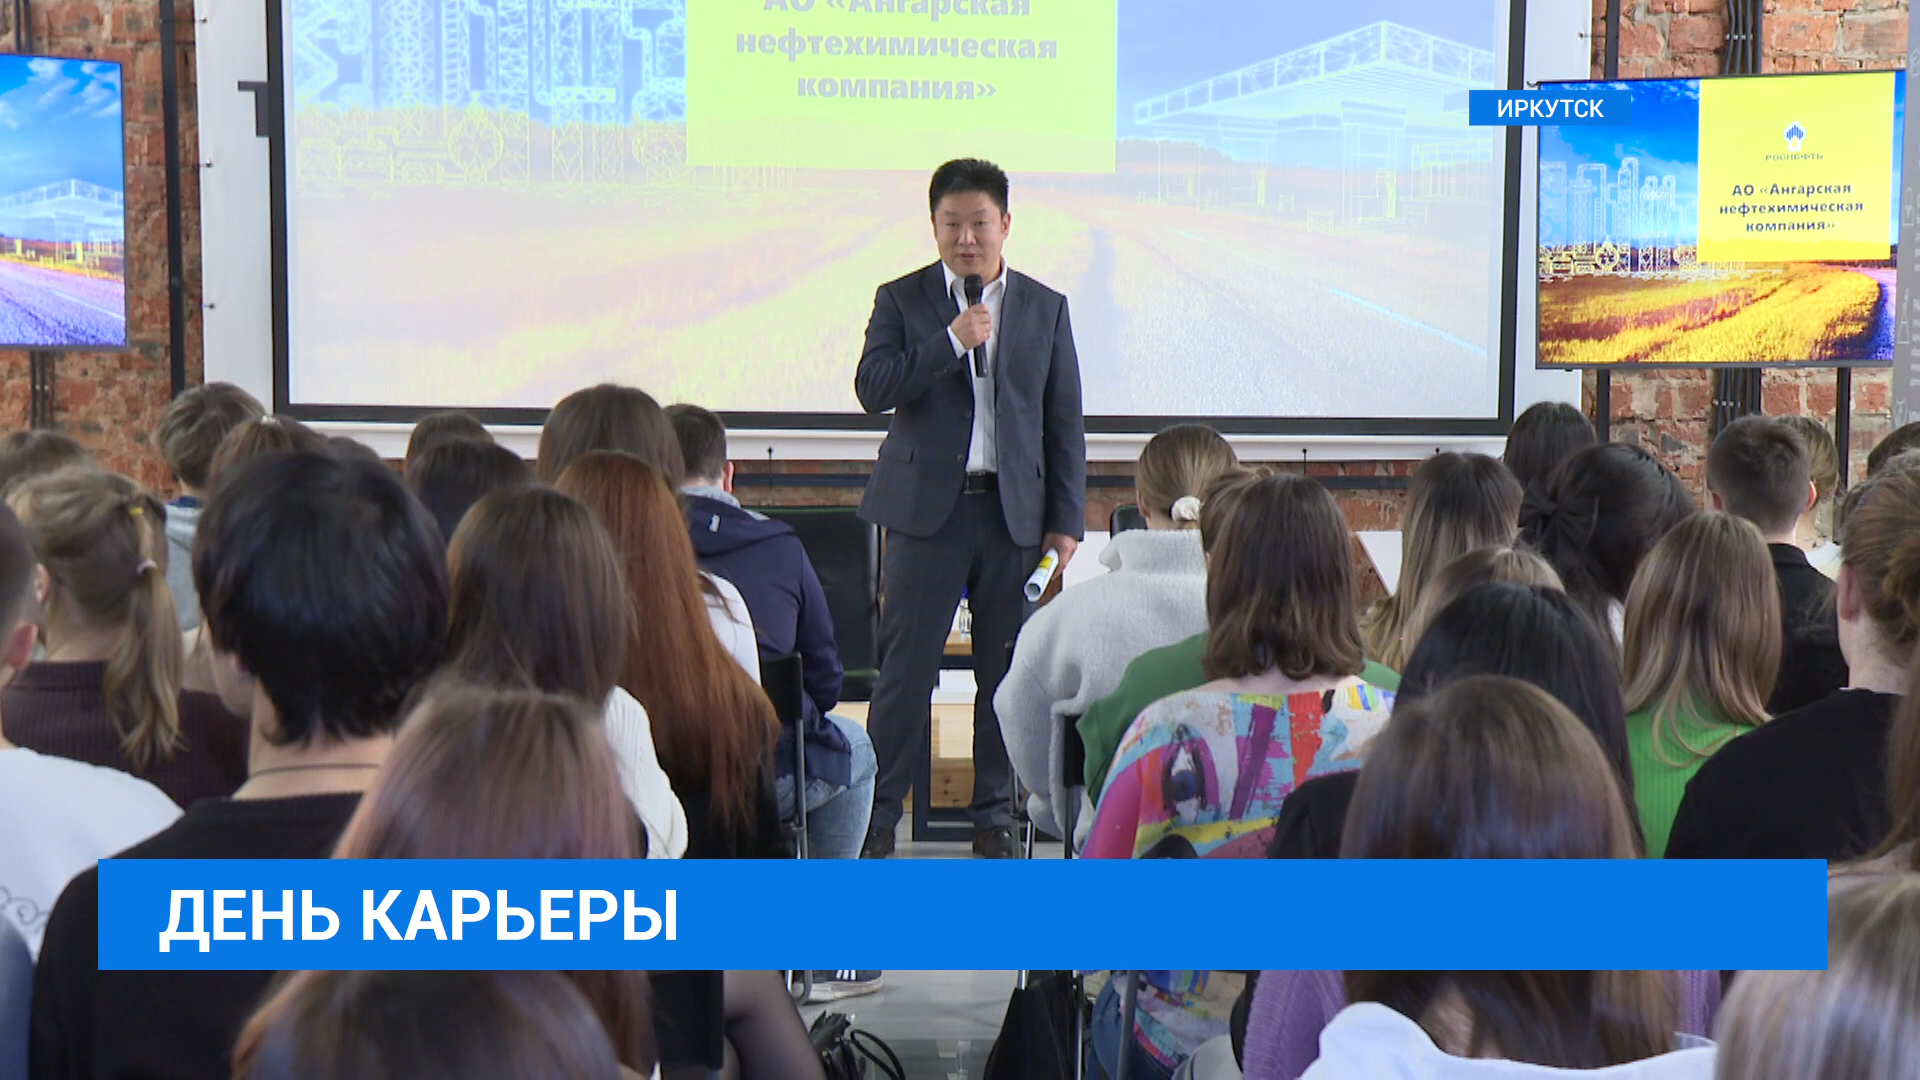 АО «Ангарская
нефтехимическая
компания»
ИРКУТСК
РОСНЕФТЬ
АО «Ангарская
нефтехимическая
компания»
ДЕНЬ КАРЬЕРЫ